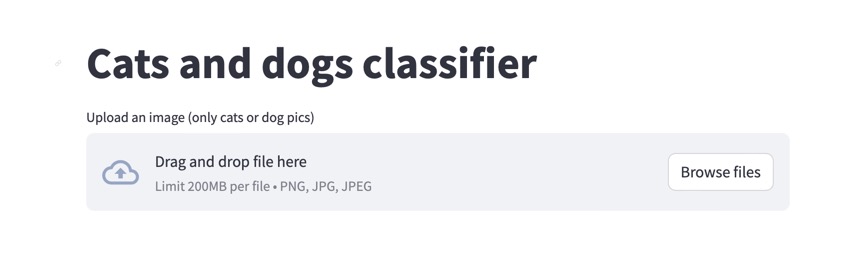 Cats and dogs classifier
Upload an image (only cats or dog pics)
Drag and drop file here
Limit 200MB per file • PNG, JPG, JPEG
Browse files